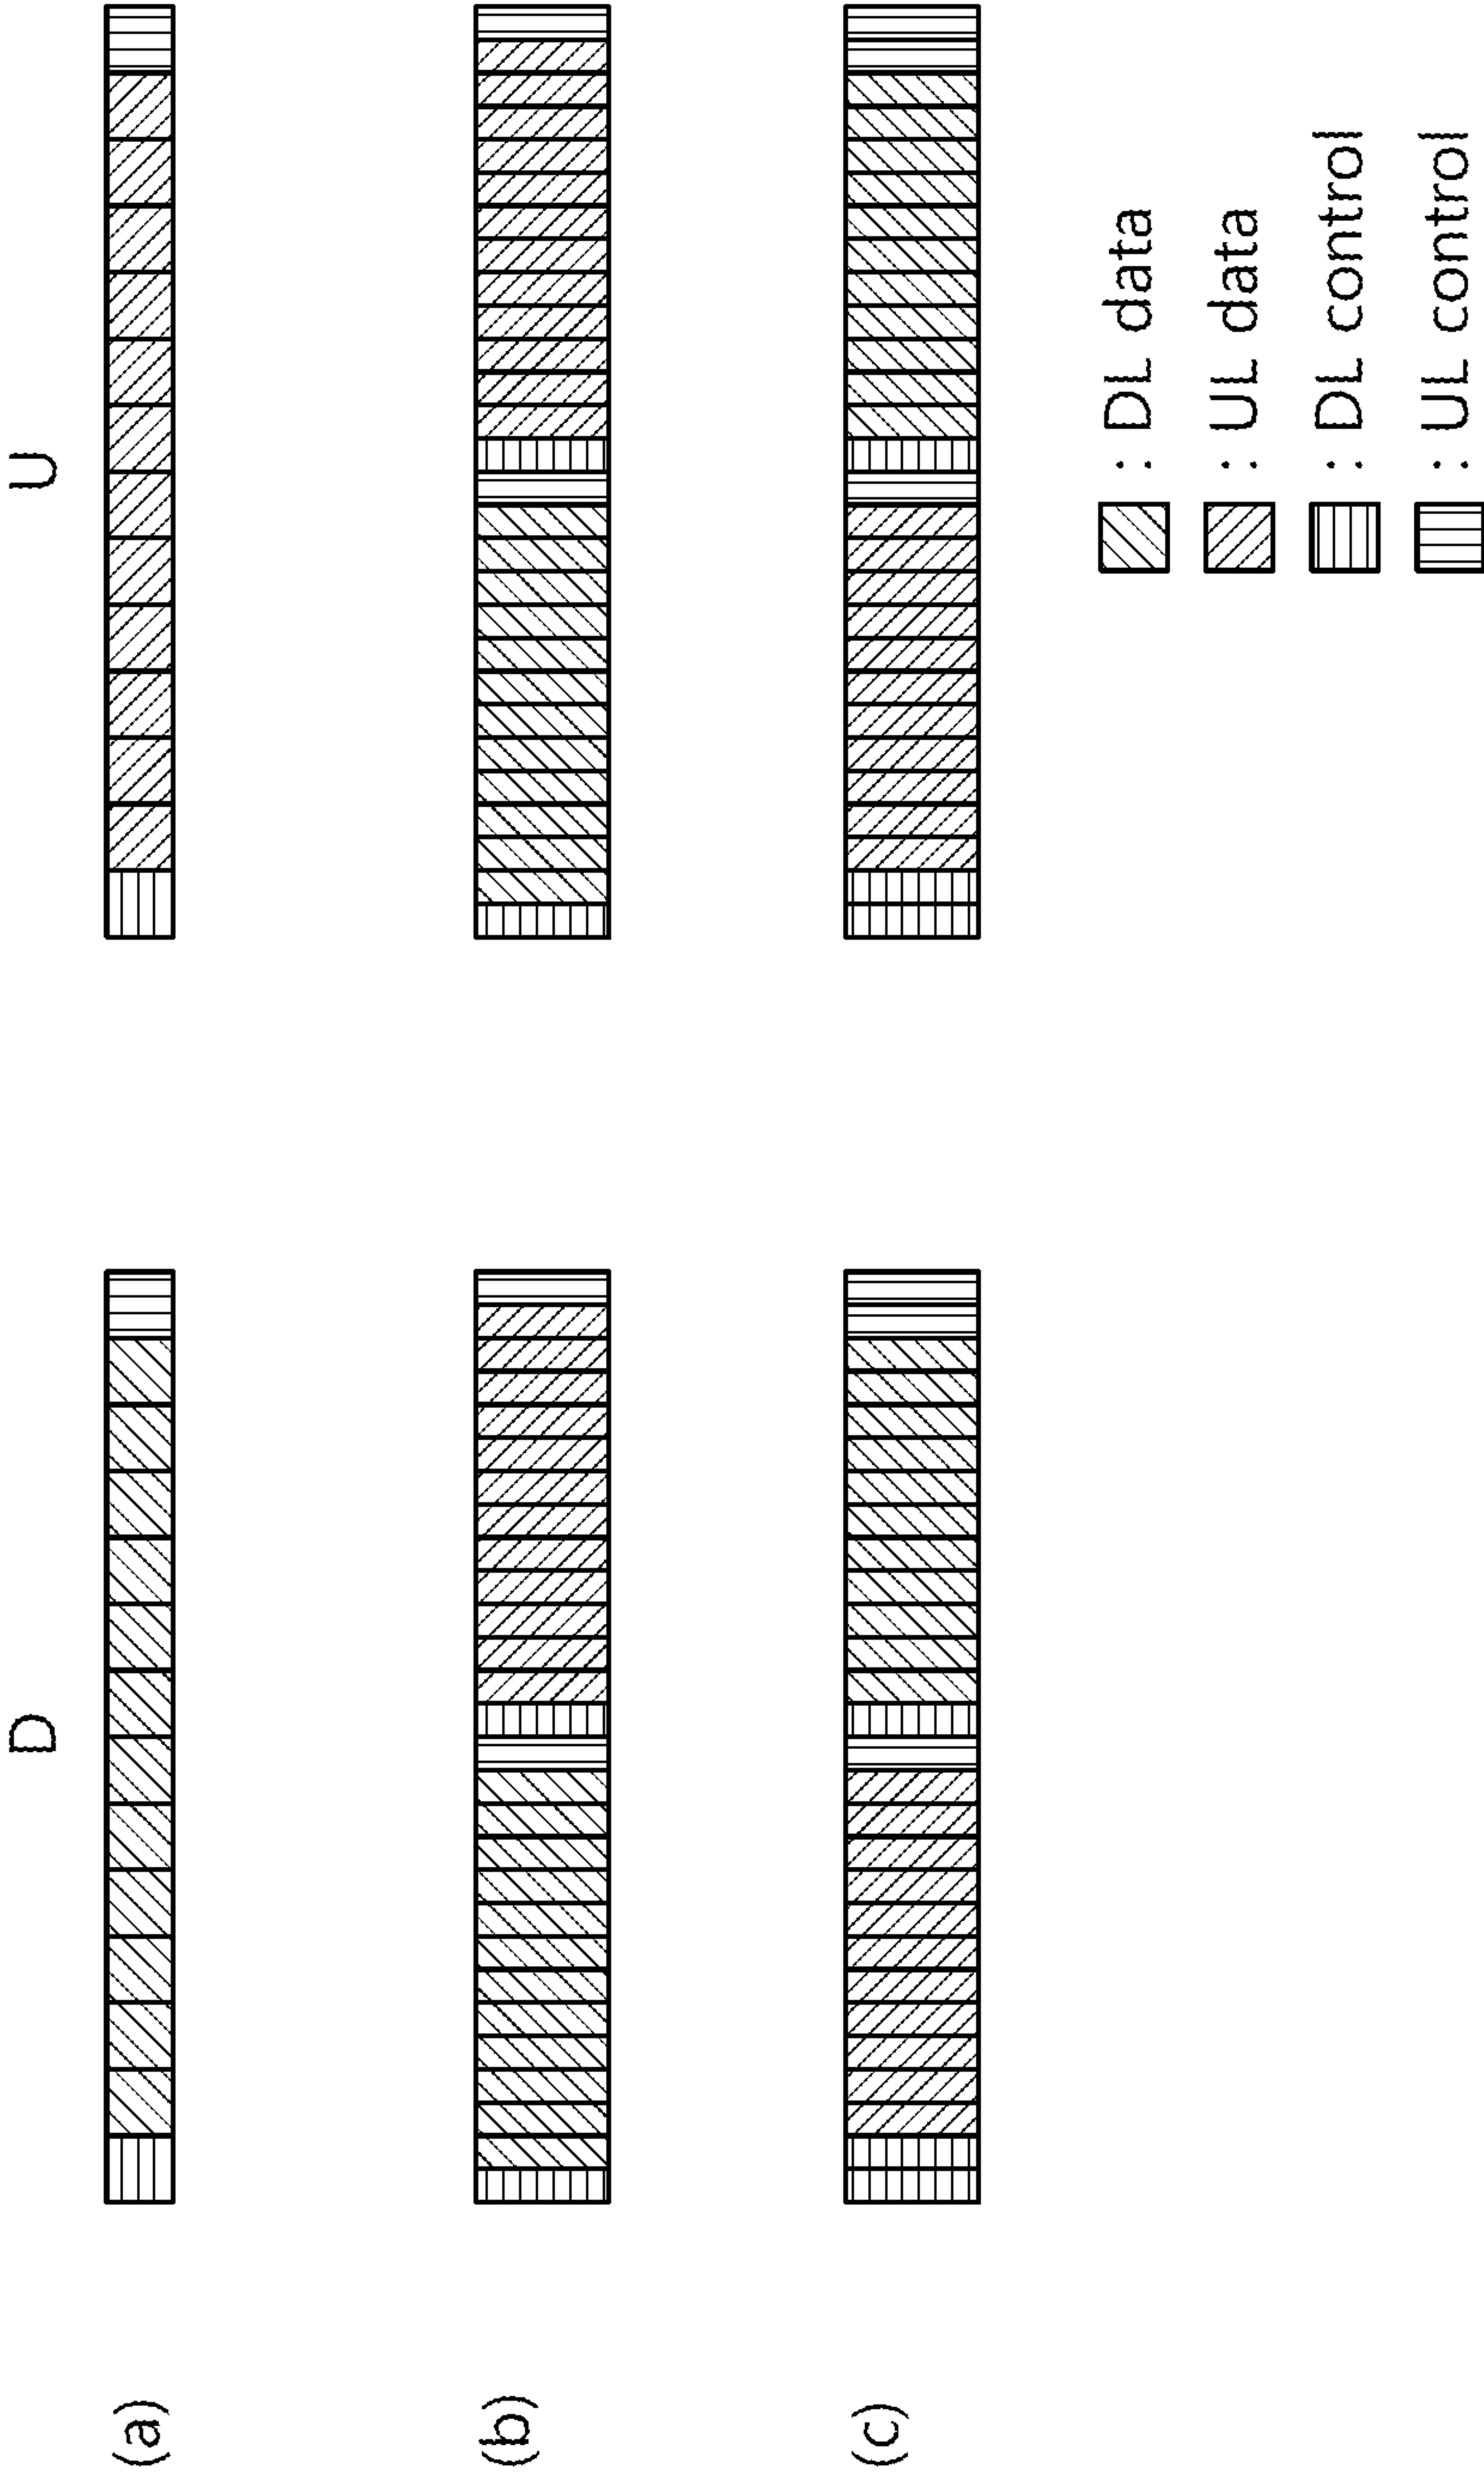 D U
(a)
(b)
(c)
: DL data
: UL data
: DL control
: UL control